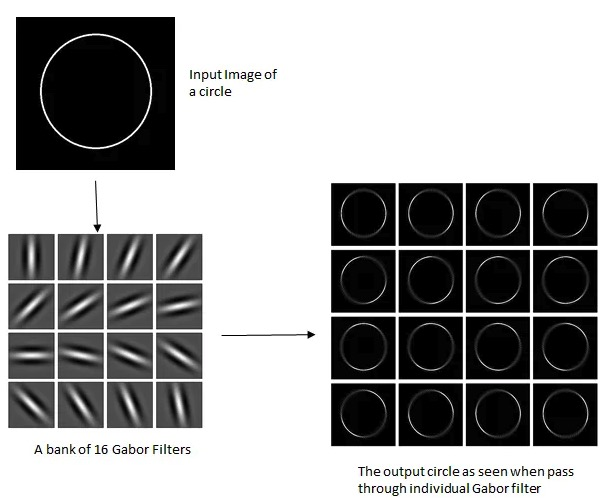 Input Image of
a circle
A bank of 16 Gabor Filters
The output circle as seen when pass
through individual Gabor filter